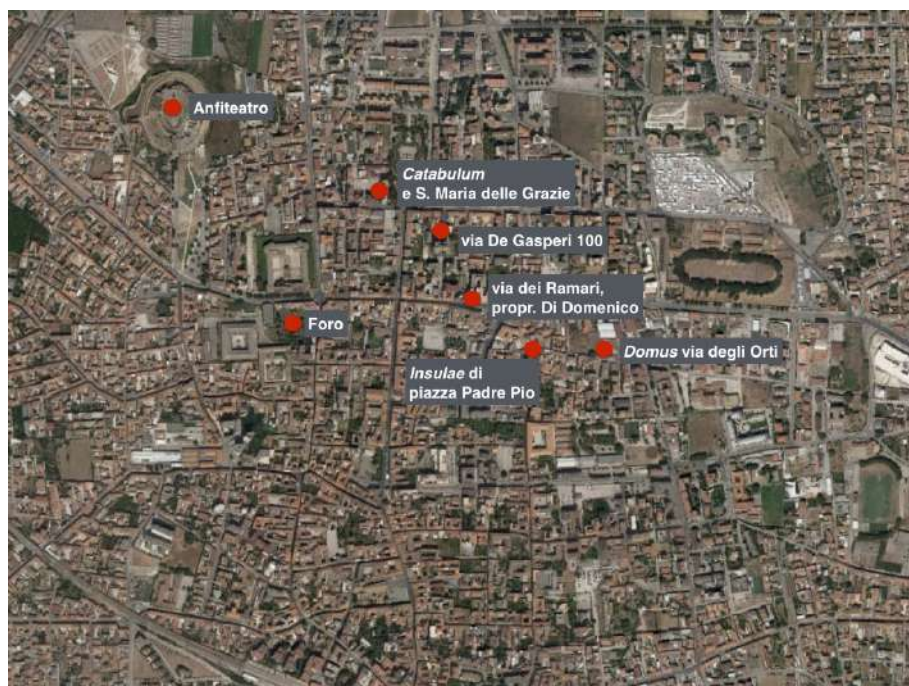 Anfiteatro
Catabulum
e S. Maria delle Grazie
via De Gasperi 100
via dei Ramari,
propr. Di Domenico
Foro
Insulae di
piazza Padre Pio
Domus via degli Orti